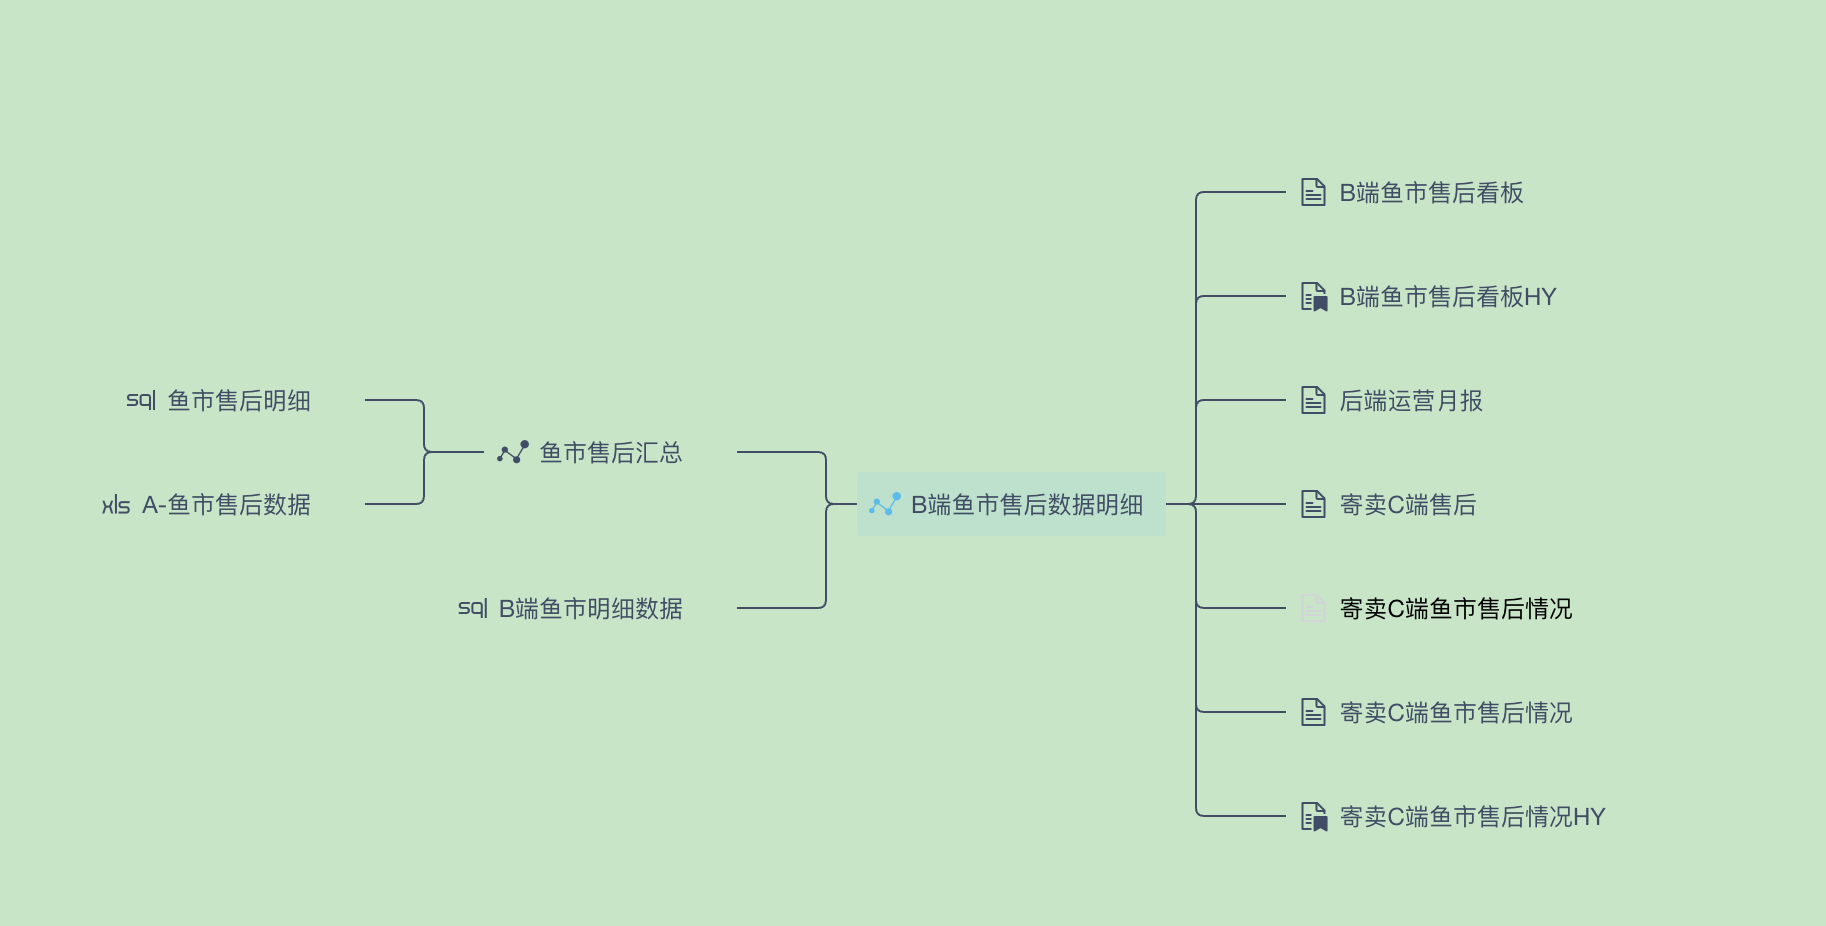 sql 鱼市售后明细
xls A-鱼市售后数据
鱼市售后汇总
sql B端鱼市明细数据
B端鱼市售后数据明细
B端鱼市售后看板
B端鱼市售后看板HY
后端运营月报
寄卖C端售后
寄卖C端鱼市售后情况
寄卖C端鱼市售后情况
寄卖C端鱼市售后情况HY